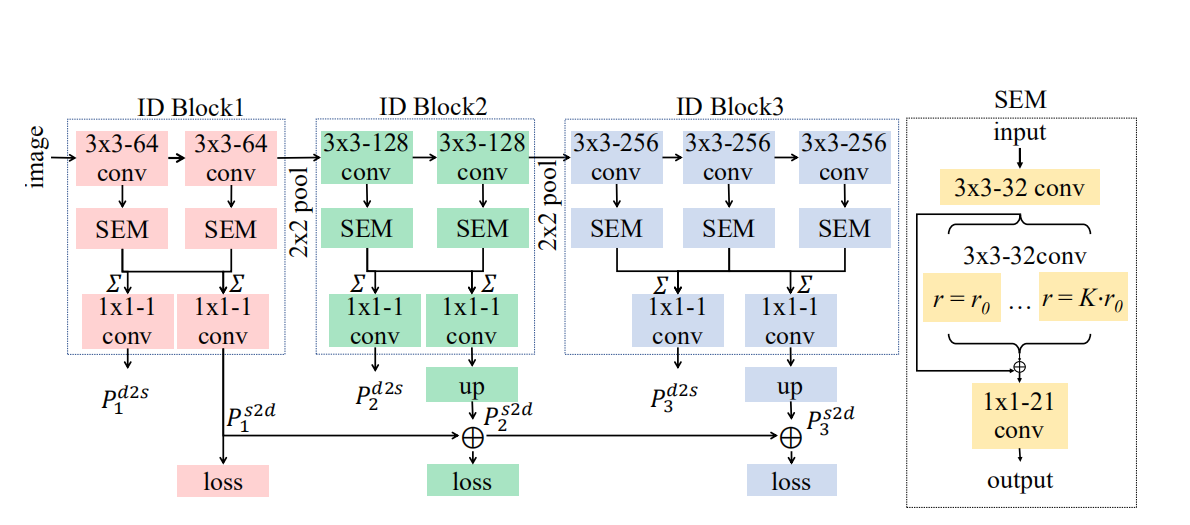 ID Block1
ID Block2
ID Block3
SEM
image
3x3-64
conv
3x3-64
conv
2x2 pool
3x3-128
conv
3x3-128
conv
2x2 pool
3x3-256
conv
3x3-256
conv
3x3-256
conv
SEM
SEM
SEM
SEM
SEM
SEM
SEM
Σ
Σ
Σ
Σ
Σ
Σ
1x1-1
conv
1x1-1
conv
1x1-1
conv
1x1-1
conv
1x1-1
conv
1x1-1
conv
up
up
P_1^{d2s}
P_2^{d2s}
P_3^{d2s}
P_1^{s2d}
P_2^{s2d}
P_3^{s2d}
loss
loss
loss
input
3x3-32 conv
3x3-32conv
r = r_0 … r = K·r_0
1x1-21
conv
output